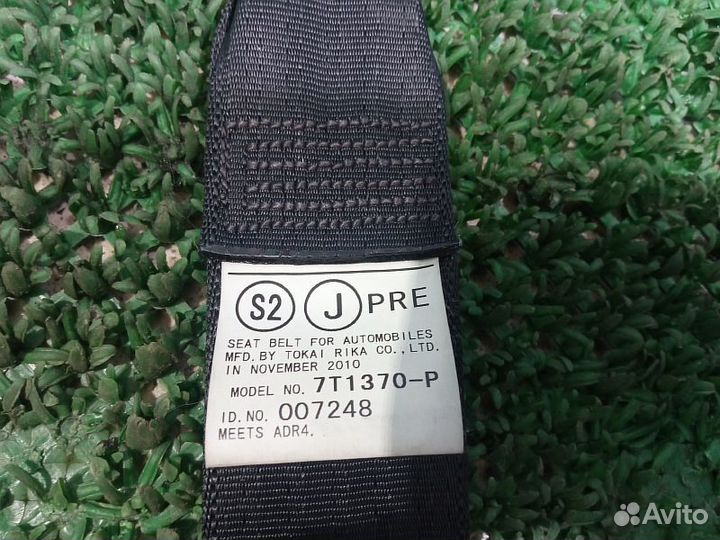 S2 J PRE
SEAT BELT FOR AUTOMOBILES
MFD. BY TOKAI RIKA CO., LTD.
IN NOVEMBER 2010
MODEL NO. 7T1370-P
ID. NO. 007248
MEETS ADR4.
Avito